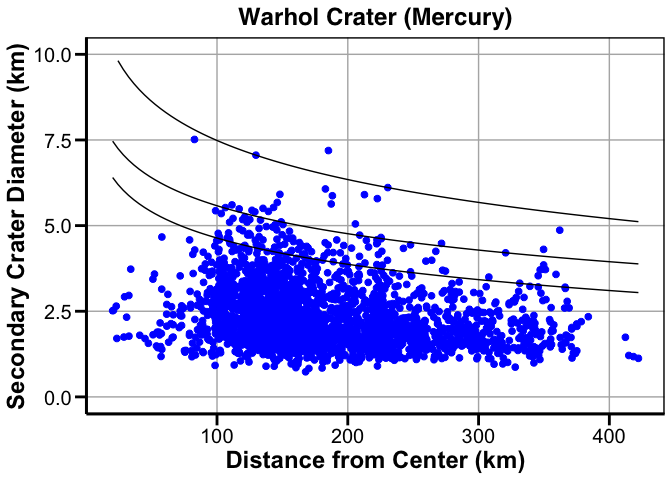 Warhol Crater (Mercury)
Secondary Crater Diameter (km)
10.0
7.5
5.0
2.5
0.0
100 200 300 400
Distance from Center (km)